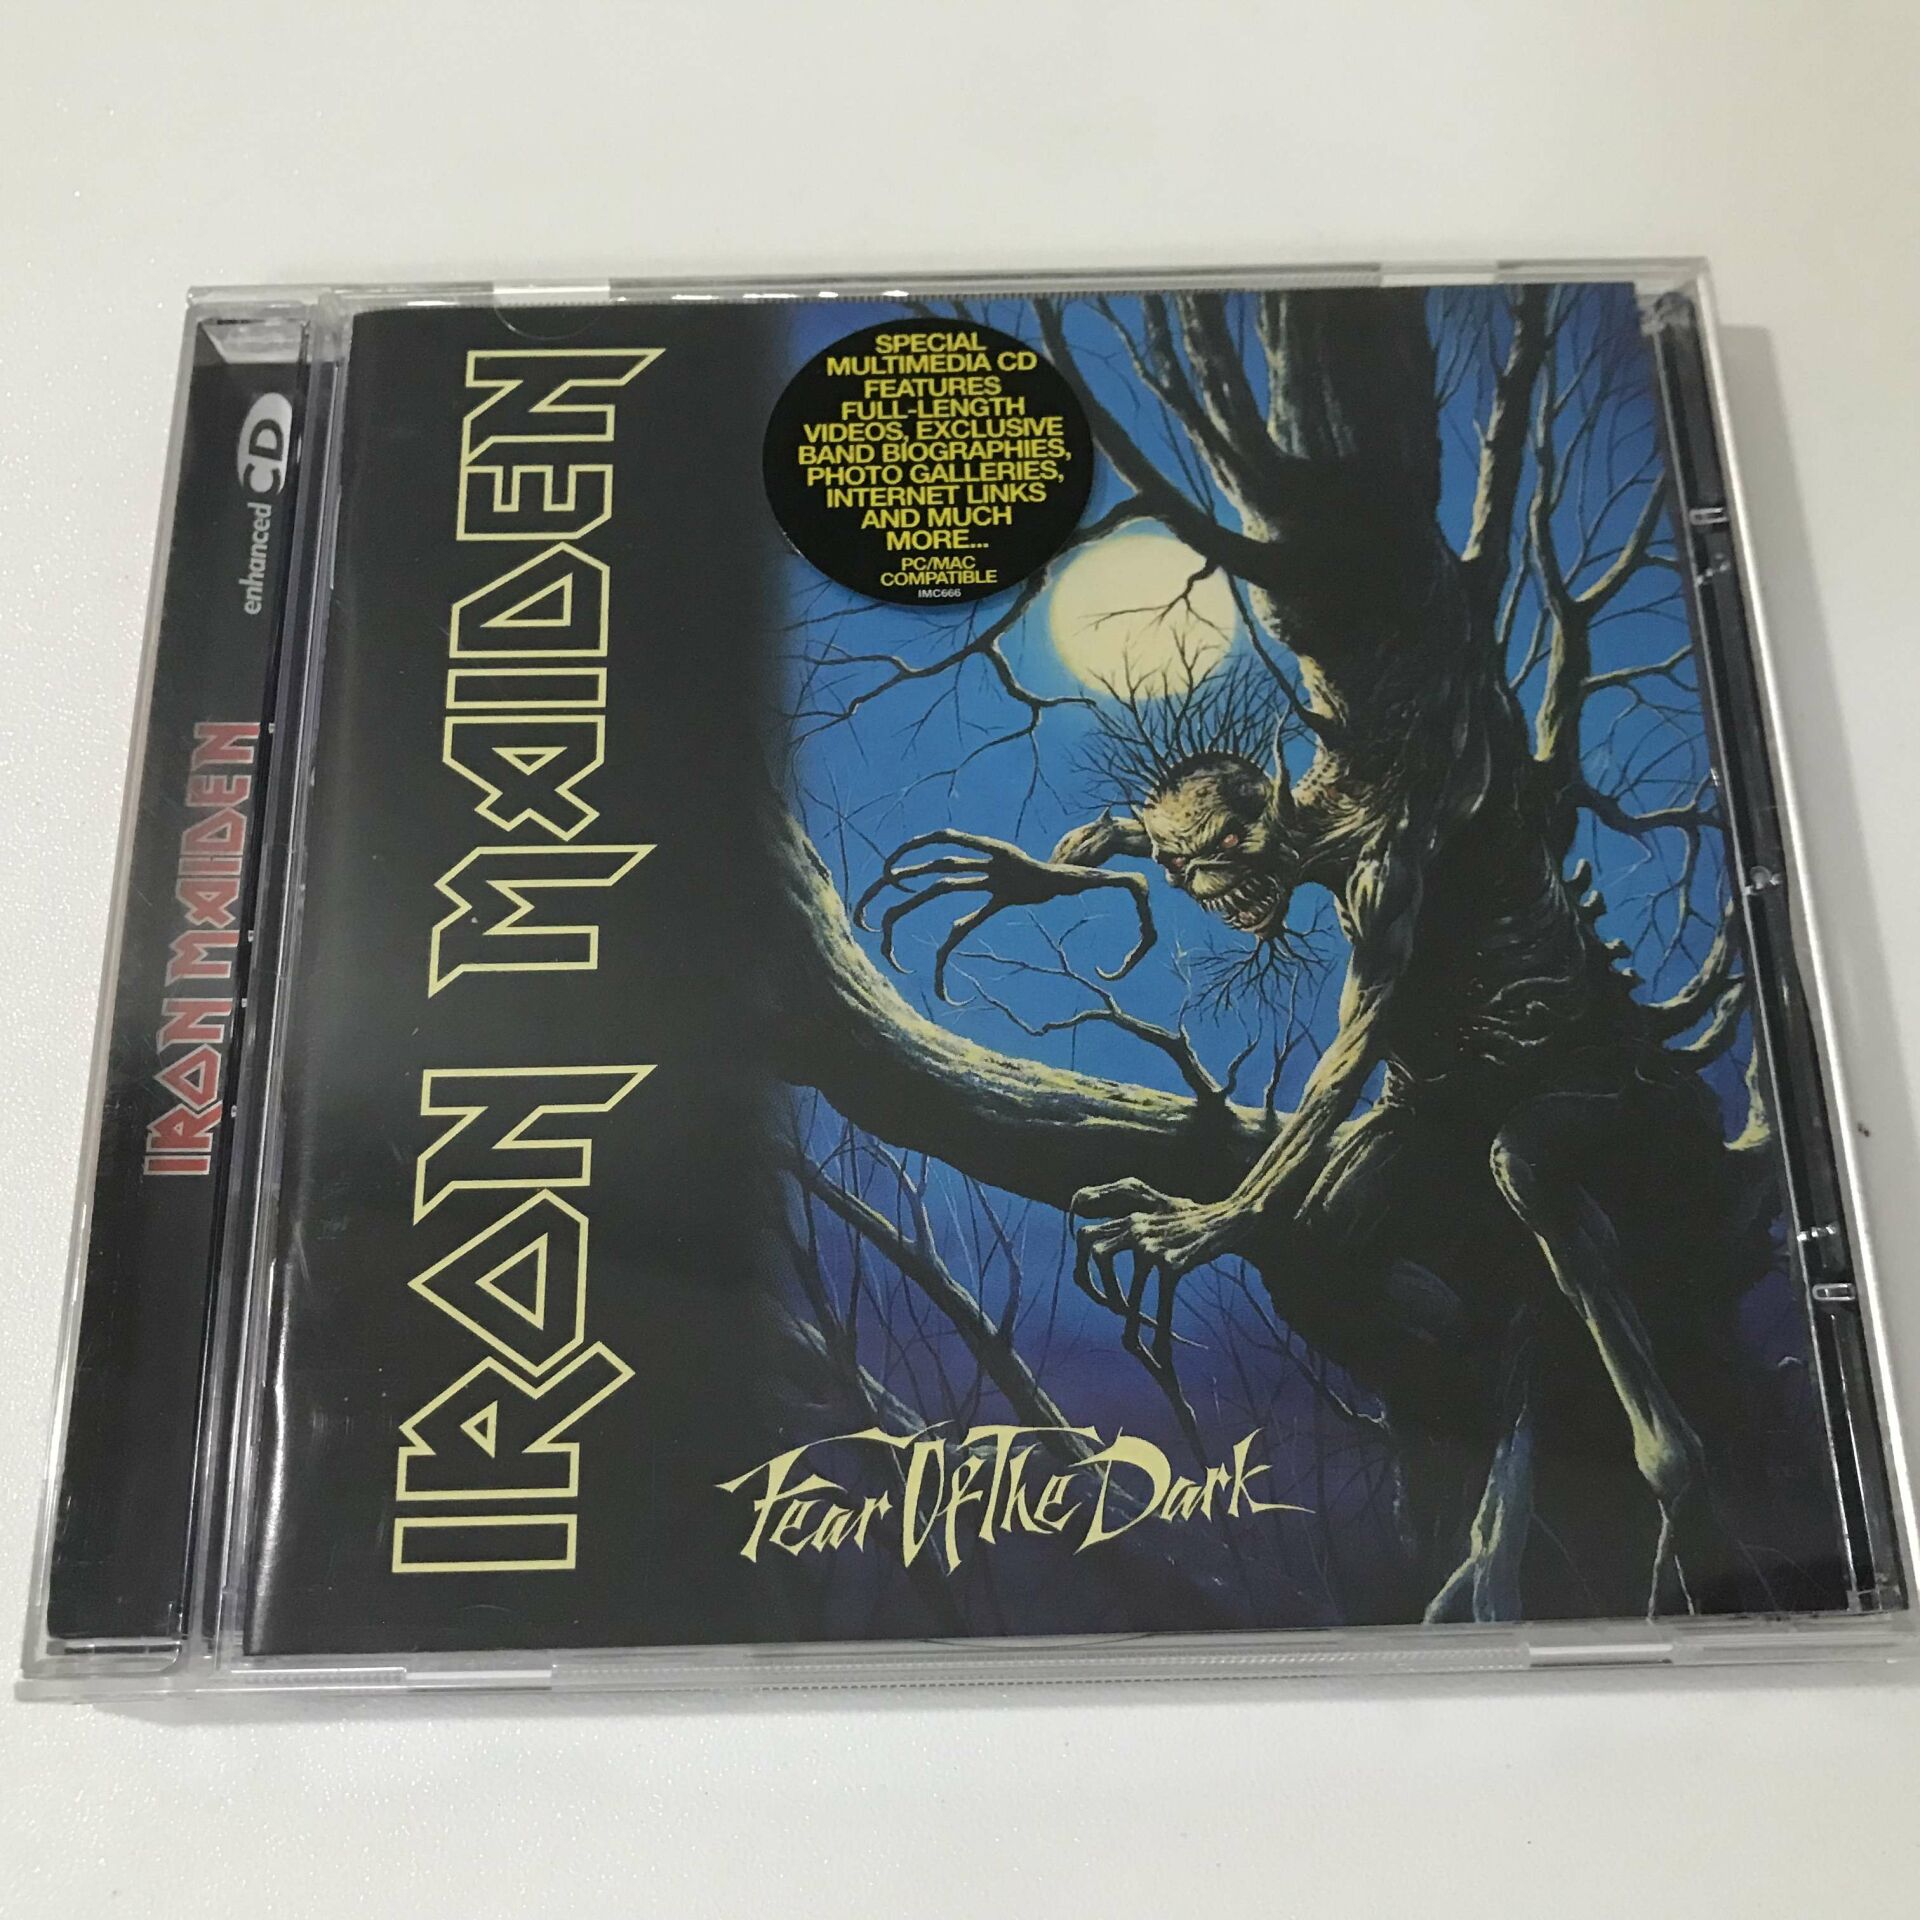 enhanced CD
IRON MAIDEN
IRON MAIDEN
SPECIAL
MULTIMEDIA CD
FEATURES
FULL-LENGTH
VIDEOS, EXCLUSIVE
BAND BIOGRAPHIES,
PHOTO GALLERIES,
INTERNET LINKS
AND MUCH
MORE...
PC/MAC
COMPATIBLE
IMC666
Fear Of The Dark